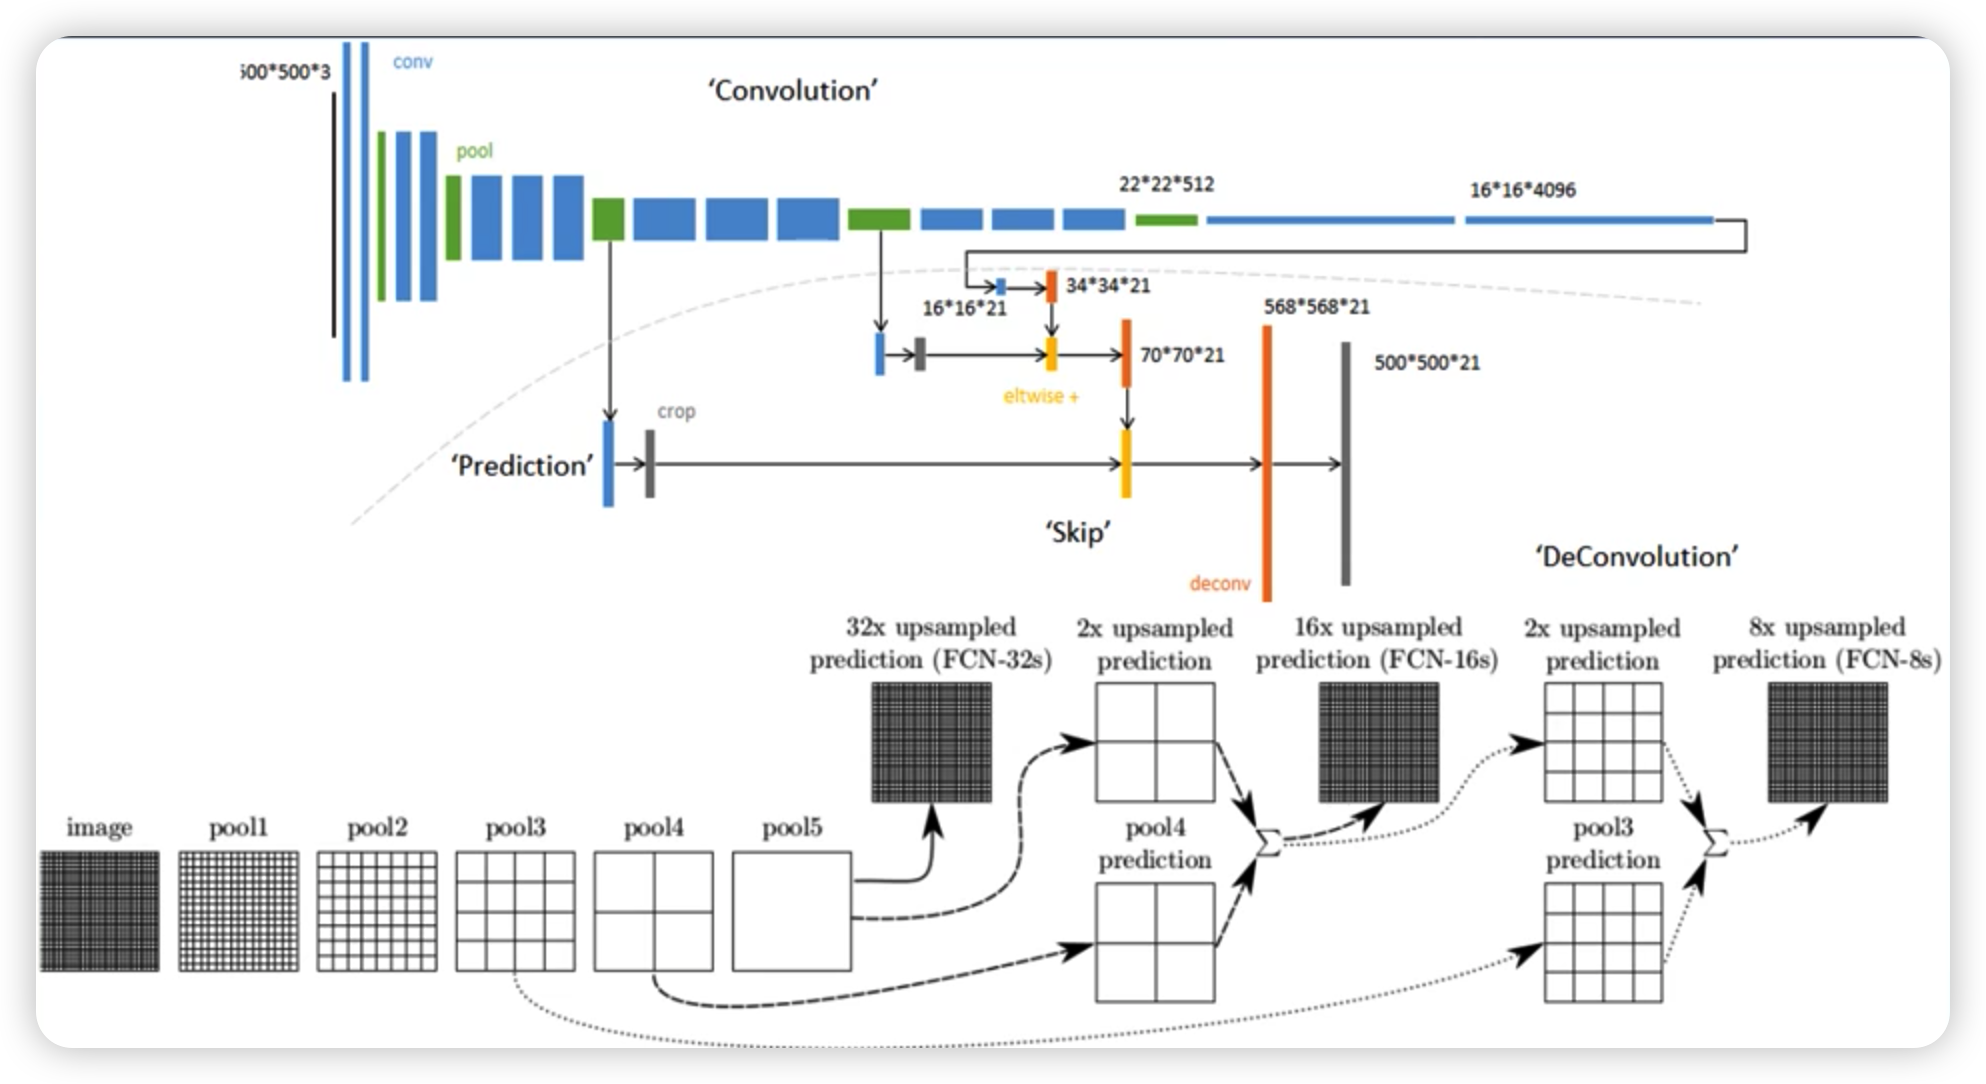 500*500*3
conv
‘Convolution’
pool
22*22*512
16*16*4096
34*34*21
16*16*21
568*568*21
70*70*21
500*500*21
eltwise +
crop
‘Prediction’
‘Skip’
‘DeConvolution’
deconv
32x upsampled
prediction (FCN-32s)
2x upsampled
prediction
16x upsampled
prediction (FCN-16s)
2x upsampled
prediction
8x upsampled
prediction (FCN-8s)
image
pool1
pool2
pool3
pool4
pool5
pool4
prediction
Σ
pool3
prediction
Σ